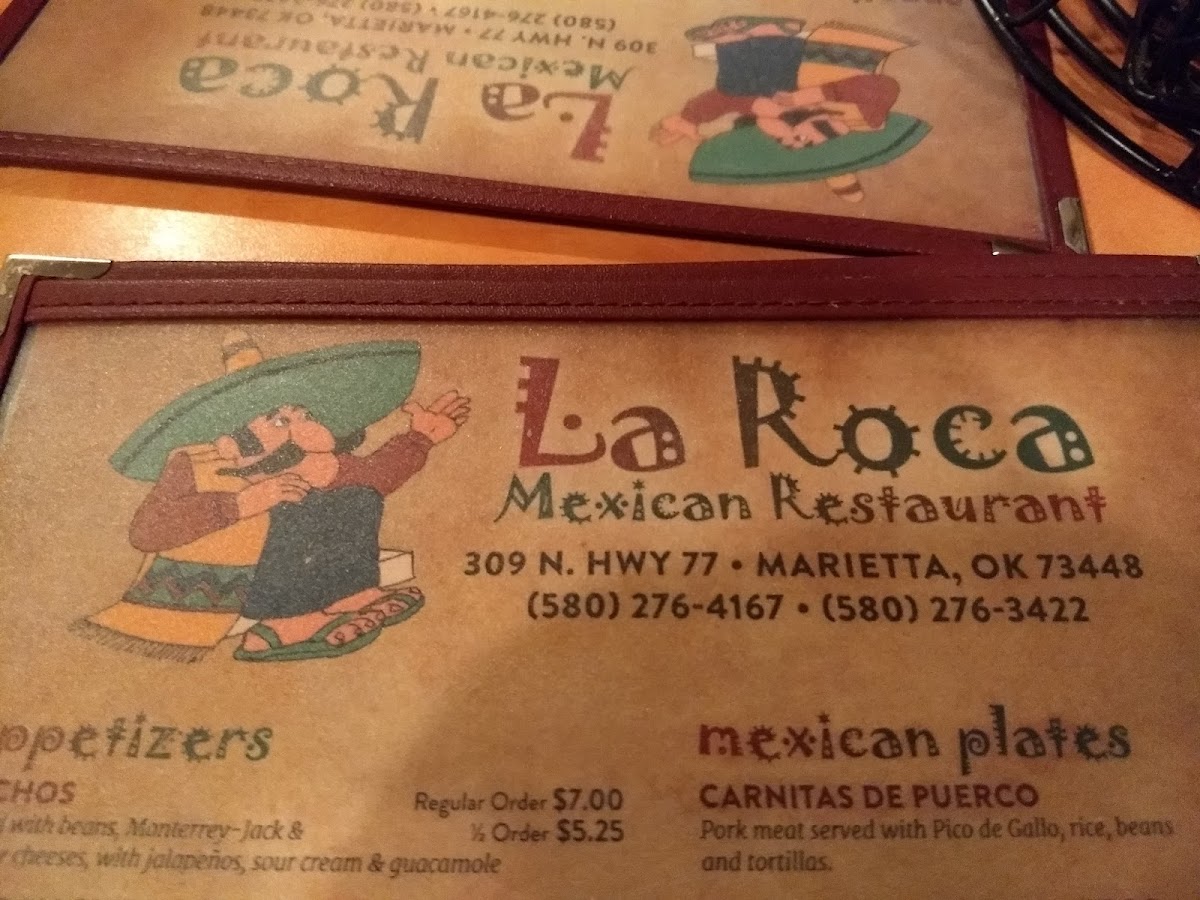 309 N. HWY 77 • MARIETTA, OK 73448
(580) 276-4167 •
La Roca
Mexican Restaurant
La Roca
Mexican Restaurant
309 N. HWY 77 • MARIETTA, OK 73448
(580) 276-4167 • (580) 276-3422
ppetizers
CHOS
Regular Order $7.00
with beans, Monterrey-Jack &
½ Order $5.25
cheeses, with jalapeños, sour cream & guacamole
mexican plates
CARNITAS DE PUERCO
Pork meat served with Pico de Gallo, rice, beans
and tortillas.